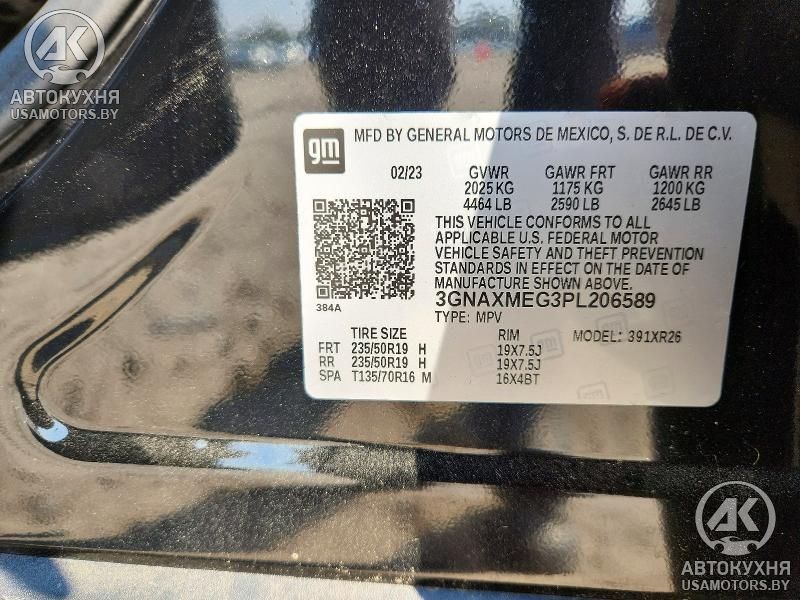 AK
АВТОКУХНЯ
USAMOTORS.BY
gm
MFD BY GENERAL MOTORS DE MEXICO, S. DE R.L. DE C.V.
02/23 GVWR GAWR FRT GAWR RR
2025 KG 1175 KG 1200 KG
4464 LB 2590 LB 2645 LB
THIS VEHICLE CONFORMS TO ALL
APPLICABLE U.S. FEDERAL MOTOR
VEHICLE SAFETY AND THEFT PREVENTION
STANDARDS IN EFFECT ON THE DATE OF
MANUFACTURE SHOWN ABOVE.
384A
3GNAXMEG3PL206589
TYPE: MPV
TIRE SIZE RIM MODEL: 391XR26
FRT 235/50R19 H 19X7.5J
RR 235/50R19 H 19X7.5J
SPA T135/70R16 M 16X4BT
AK
АВТОКУХНЯ
USAMOTORS.BY